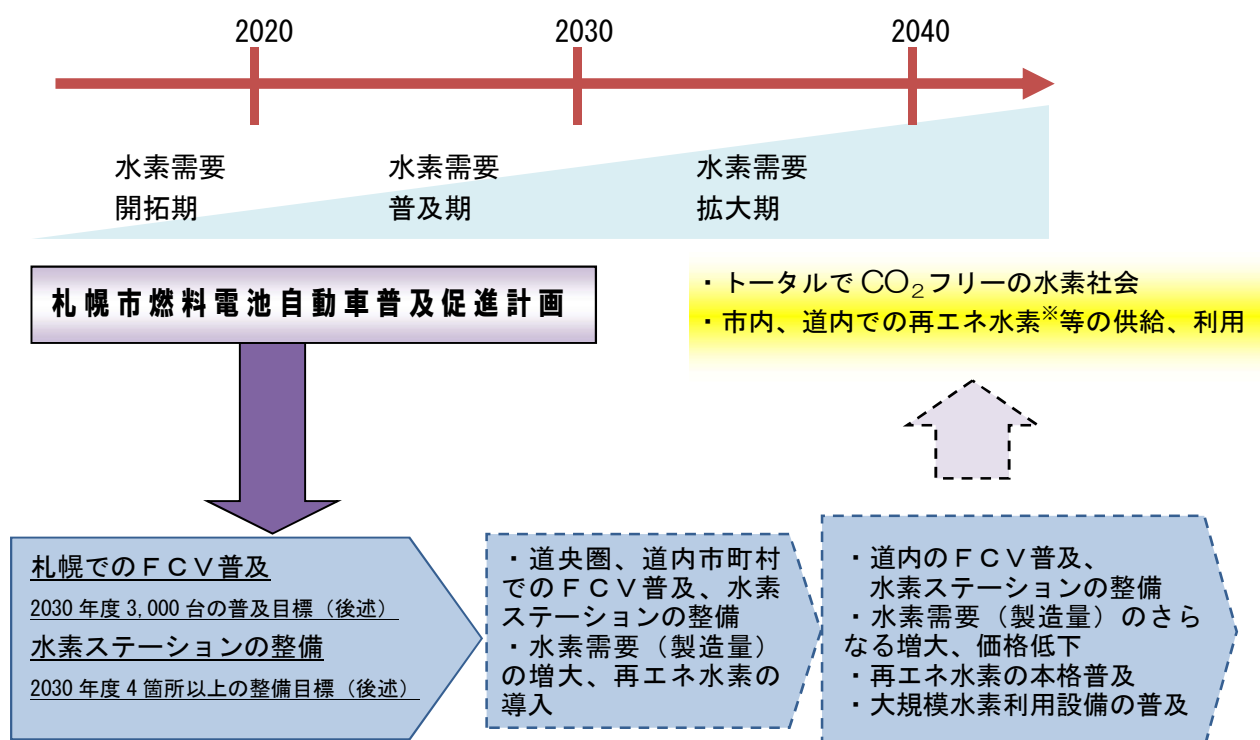 2020
2030
2040
水素需要
開拓期
水素需要
普及期
水素需要
拡大期
札幌市燃料電池自動車普及促進計画
・トータルでCO₂フリーの水素社会
・市内、道内での再エネ水素※等の供給、利用
札幌でのＦＣＶ普及
2030年度3,000台の普及目標（後述）
水素ステーションの整備
2030年度4箇所以上の整備目標（後述）
・道央圏、道内市町村
でのＦＣＶ普及、水素
ステーションの整備
・水素需要（製造量）
の増大、再エネ水素の
導入
・道内のＦＣＶ普及、
水素ステーションの整備
・水素需要（製造量）のさら
なる増大、価格低下
・再エネ水素の本格普及
・大規模水素利用設備の普及